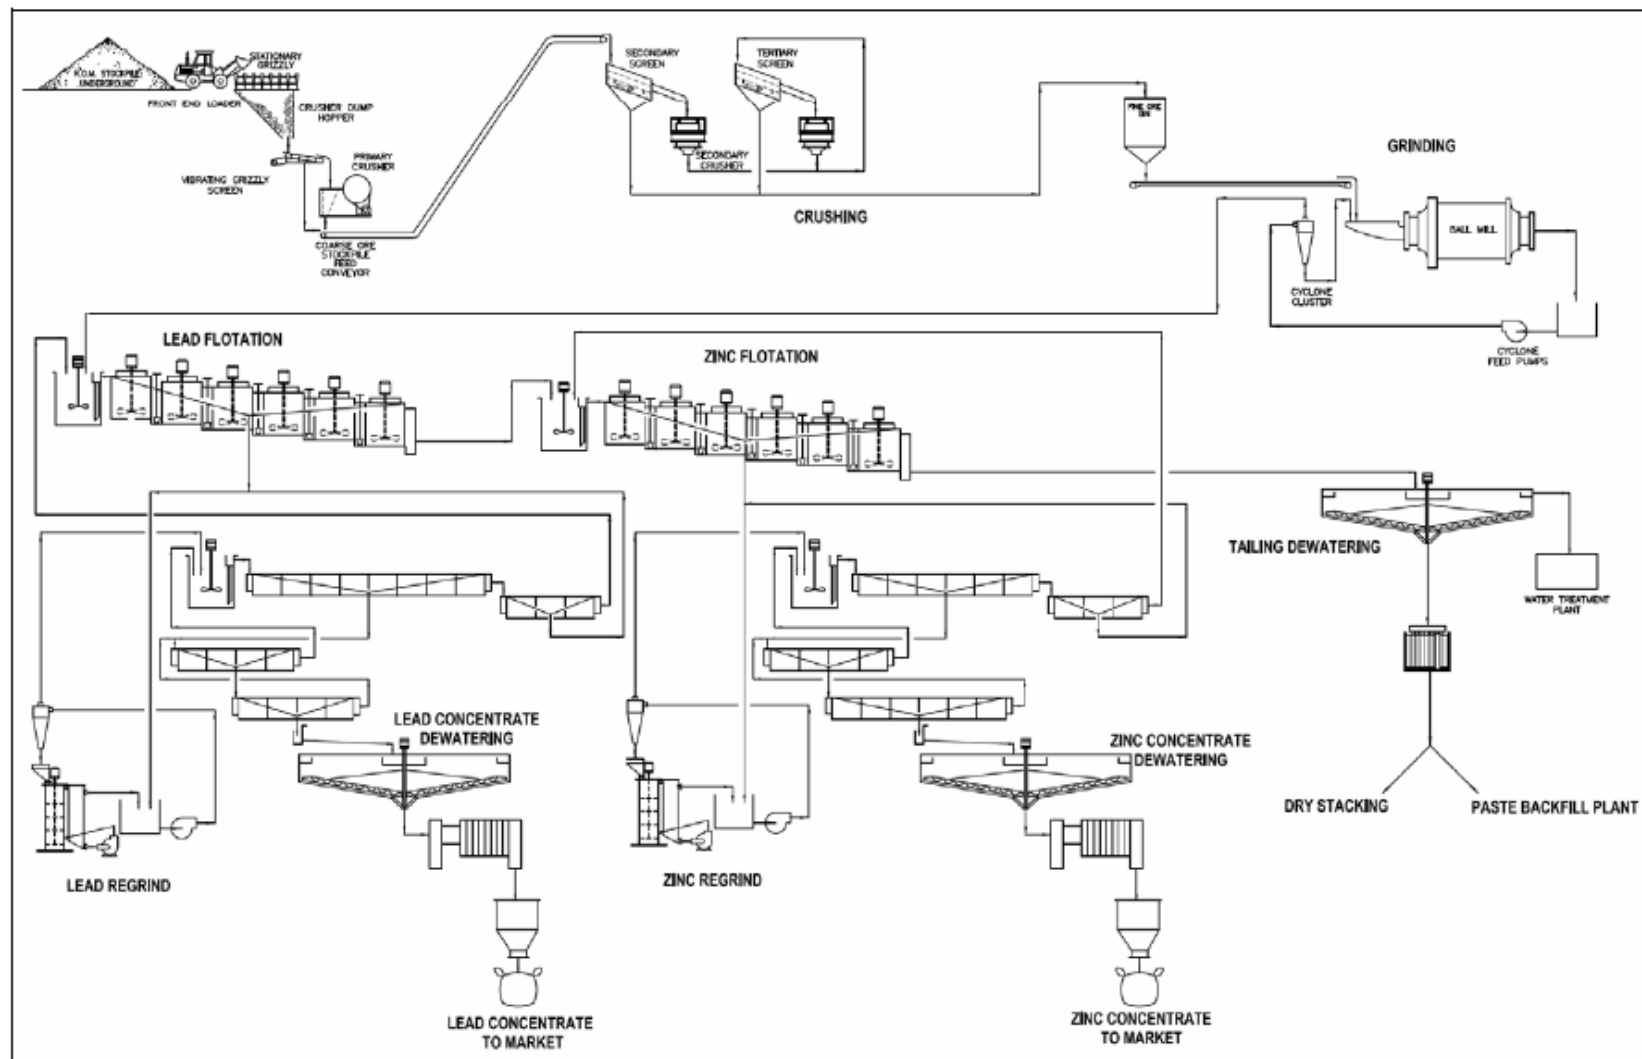 R.O.M. STOCKPILE
UNDERGROUND
STATIONARY
GRIZZLY
FRONT END LOADER
CRUSHER DUMP
HOPPER
PRIMARY
CRUSHER
VIBRATING GRIZZLY
SCREEN
COARSE ORE
STOCKPILE
FEED
CONVEYOR
SECONDARY
SCREEN
TERTIARY
SCREEN
SECONDARY
CRUSHER
CRUSHING
FINE ORE
BIN
GRINDING
BALL MILL
CYCLONE
CLUSTER
CYCLONE
FEED PUMPS
LEAD FLOTATION
ZINC FLOTATION
TAILING DEWATERING
WATER TREATMENT
PLANT
LEAD CONCENTRATE
DEWATERING
ZINC CONCENTRATE
DEWATERING
DRY STACKING
PASTE BACKFILL PLANT
LEAD REGRIND
ZINC REGRIND
LEAD CONCENTRATE
TO MARKET
ZINC CONCENTRATE
TO MARKET